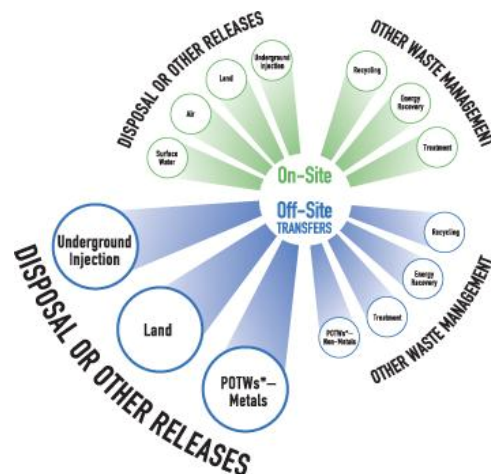 DISPOSAL OR OTHER RELEASES
Underground
Injection
Land
Air
Surface
Water
OTHER WASTE MANAGEMENT
Recycling
Energy
Recovery
Treatment
On-Site
Off-Site
TRANSFERS
Underground
Injection
Land
POTWs*—
Metals
DISPOSAL OR OTHER RELEASES
Recycling
Energy
Recovery
Treatment
POTWs*—
Non-Metals
OTHER WASTE MANAGEMENT